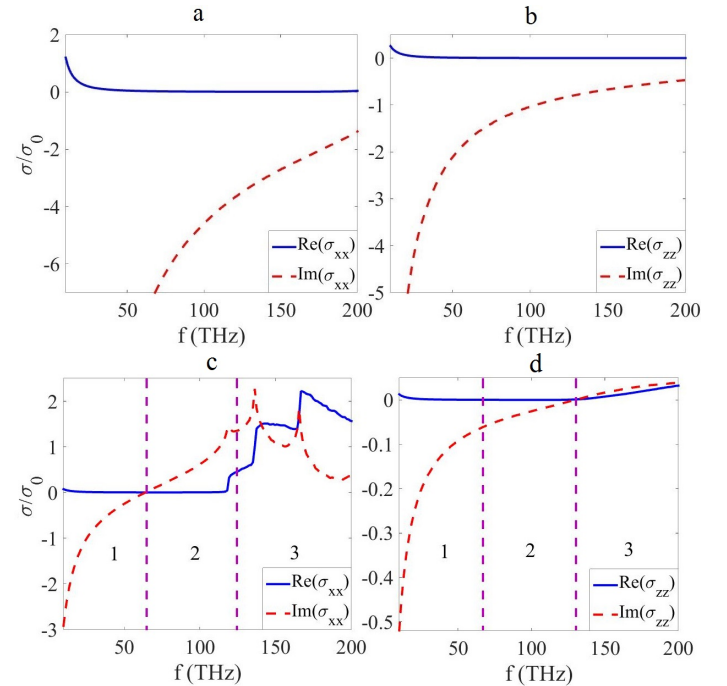 a
b
2
0
-2
-4
-6
σ/σ0
50
100
150
200
f (THz)
Re(σxx)
Im(σxx)
0
-1
-2
-3
-4
-5
50
100
150
200
f (THz)
Re(σzz)
Im(σzz)
c
d
2
1
0
-1
2
-3
σ/σ0
1
2
3
50
100
150
200
f (THz)
Re(σxx)
Im(σxx)
0
-0.1
-0.2
-0.3
-0.4
-0.5
1
2
3
50
100
150
200
f (THz)
Re(σzz)
Im(σzz)